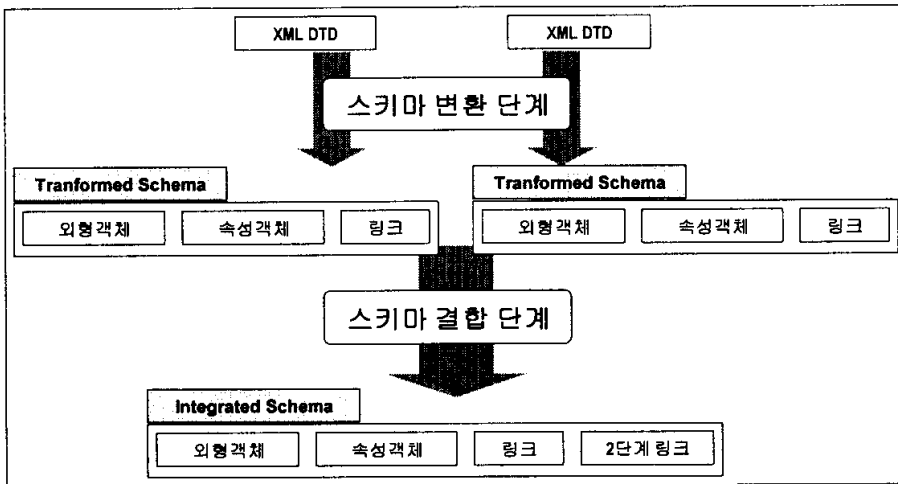 XML DTD
XML DTD
스키마 변환 단계
Tranformed Schema
Tranformed Schema
외형객체
속성객체
링크
외형객체
속성객체
링크
스키마 결합 단계
Integrated Schema
외형객체
속성객체
링크
2단계 링크